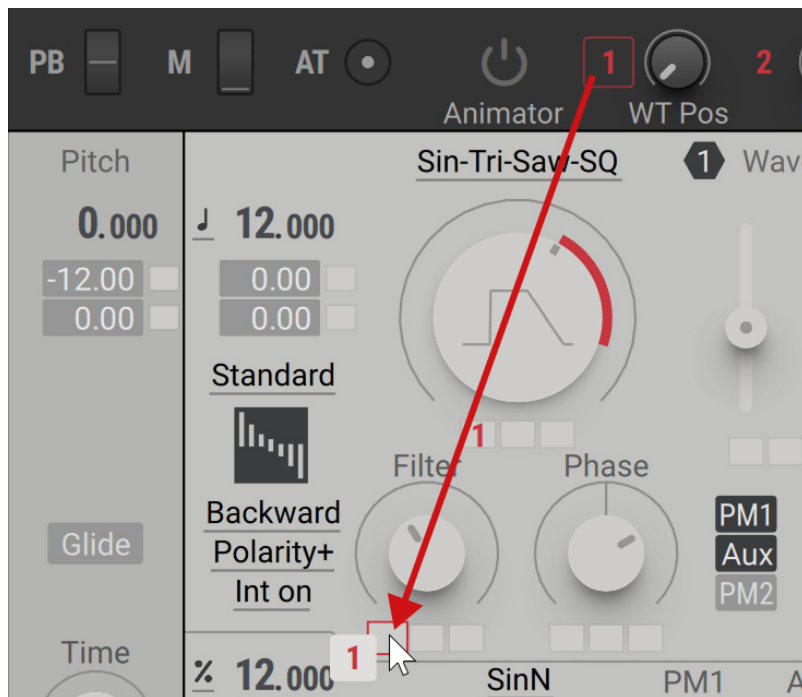 PB M AT 1 2
Animator WT Pos
Pitch Sin-Tri-Saw-SQ 1 Wav
0.000 12.000
-12.00 0.00
0.00 0.00
Standard
1
Filter Phase
Backward PM1
Glide Polarity+ Aux
Int on PM2
1
Time % 12.000 SinN PM1 A